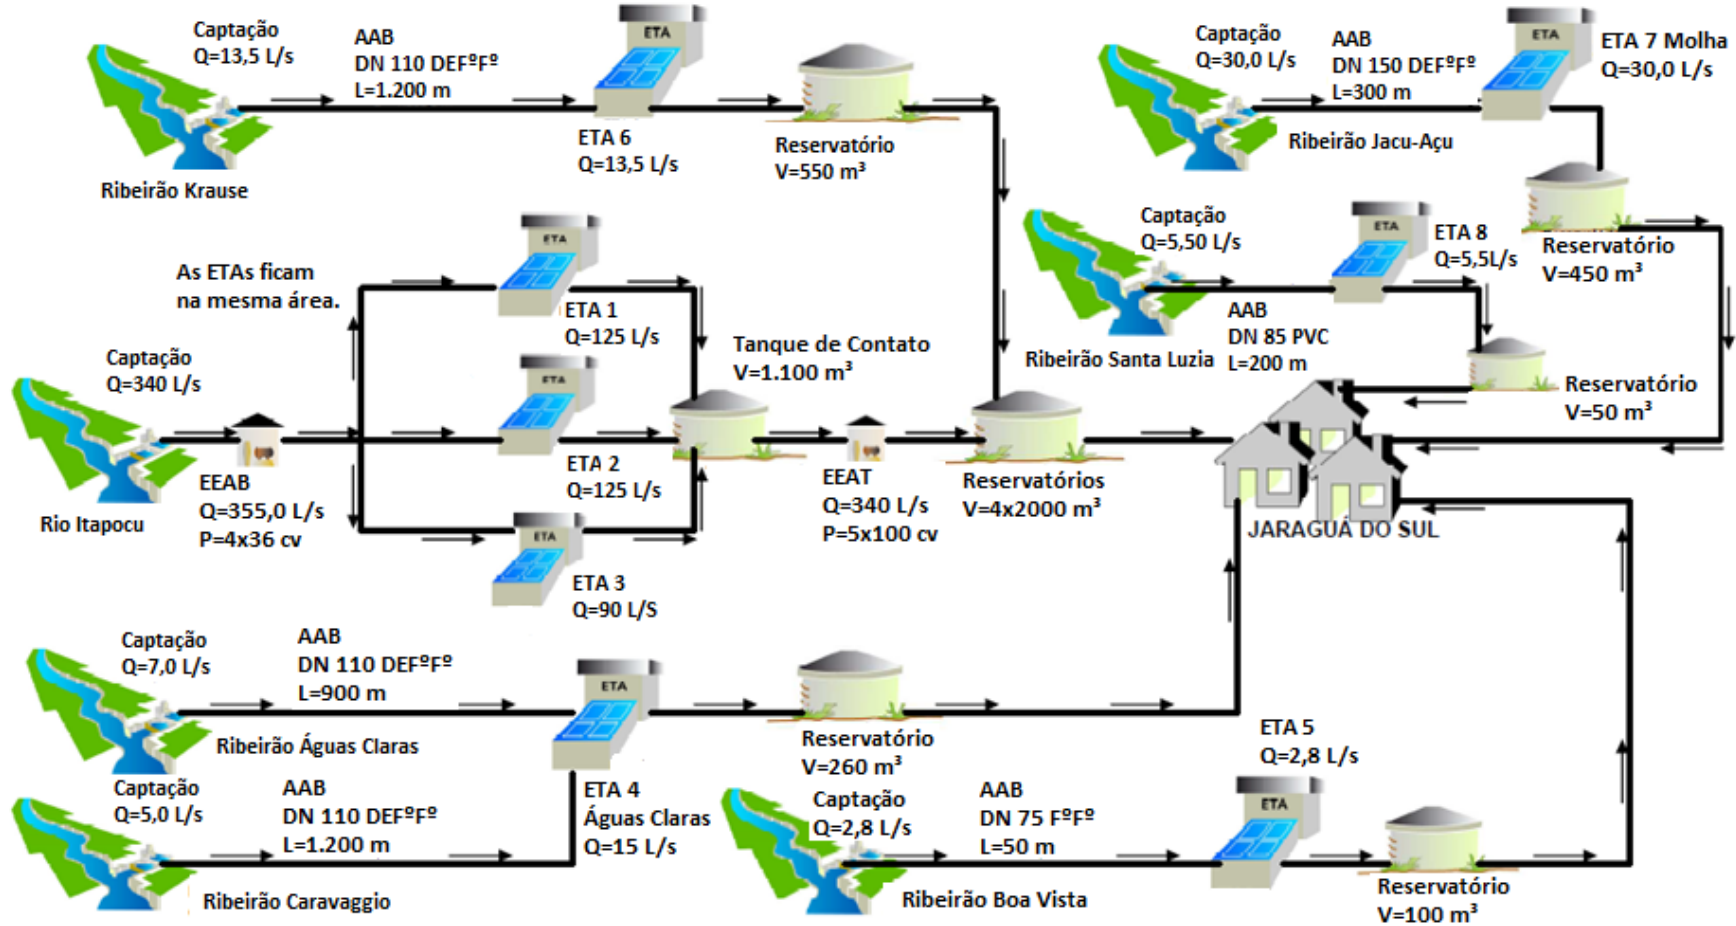 Captação
Q=13,5 L/s
AAB
DN 110 DEFºFº
L=1.200 m
ETA
ETA 6
Q=13,5 L/s
Reservatório
V=550 m³
Ribeirão Krause
Captação
Q=30,0 L/s
AAB
DN 150 DEFºFº
L=300 m
ETA
ETA 7 Molha
Q=30,0 L/s
Ribeirão Jacu-Açu
Reservatório
V=450 m³
Captação
Q=5,50 L/s
ETA
ETA 8
Q=5,5L/s
AAB
DN 85 PVC
L=200 m
Ribeirão Santa Luzia
Reservatório
V=50 m³
As ETAs ficam
na mesma área.
ETA
ETA 1
Q=125 L/s
Captação
Q=340 L/s
Rio Itapocu
EEAB
Q=355,0 L/s
P=4x36 cv
ETA
ETA 2
Q=125 L/s
ETA
ETA 3
Q=90 L/S
Tanque de Contato
V=1.100 m³
EEAT
Q=340 L/s
P=5x100 cv
Reservatórios
V=4x2000 m³
JARAGUÁ DO SUL
Captação
Q=7,0 L/s
AAB
DN 110 DEFºFº
L=900 m
Ribeirão Águas Claras
ETA
ETA 4
Águas Claras
Q=15 L/s
Reservatório
V=260 m³
Captação
Q=5,0 L/s
AAB
DN 110 DEFºFº
L=1.200 m
Ribeirão Caravaggio
Captação
Q=2,8 L/s
AAB
DN 75 FºFº
L=50 m
Ribeirão Boa Vista
ETA 5
Q=2,8 L/s
ETA
Reservatório
V=100 m³